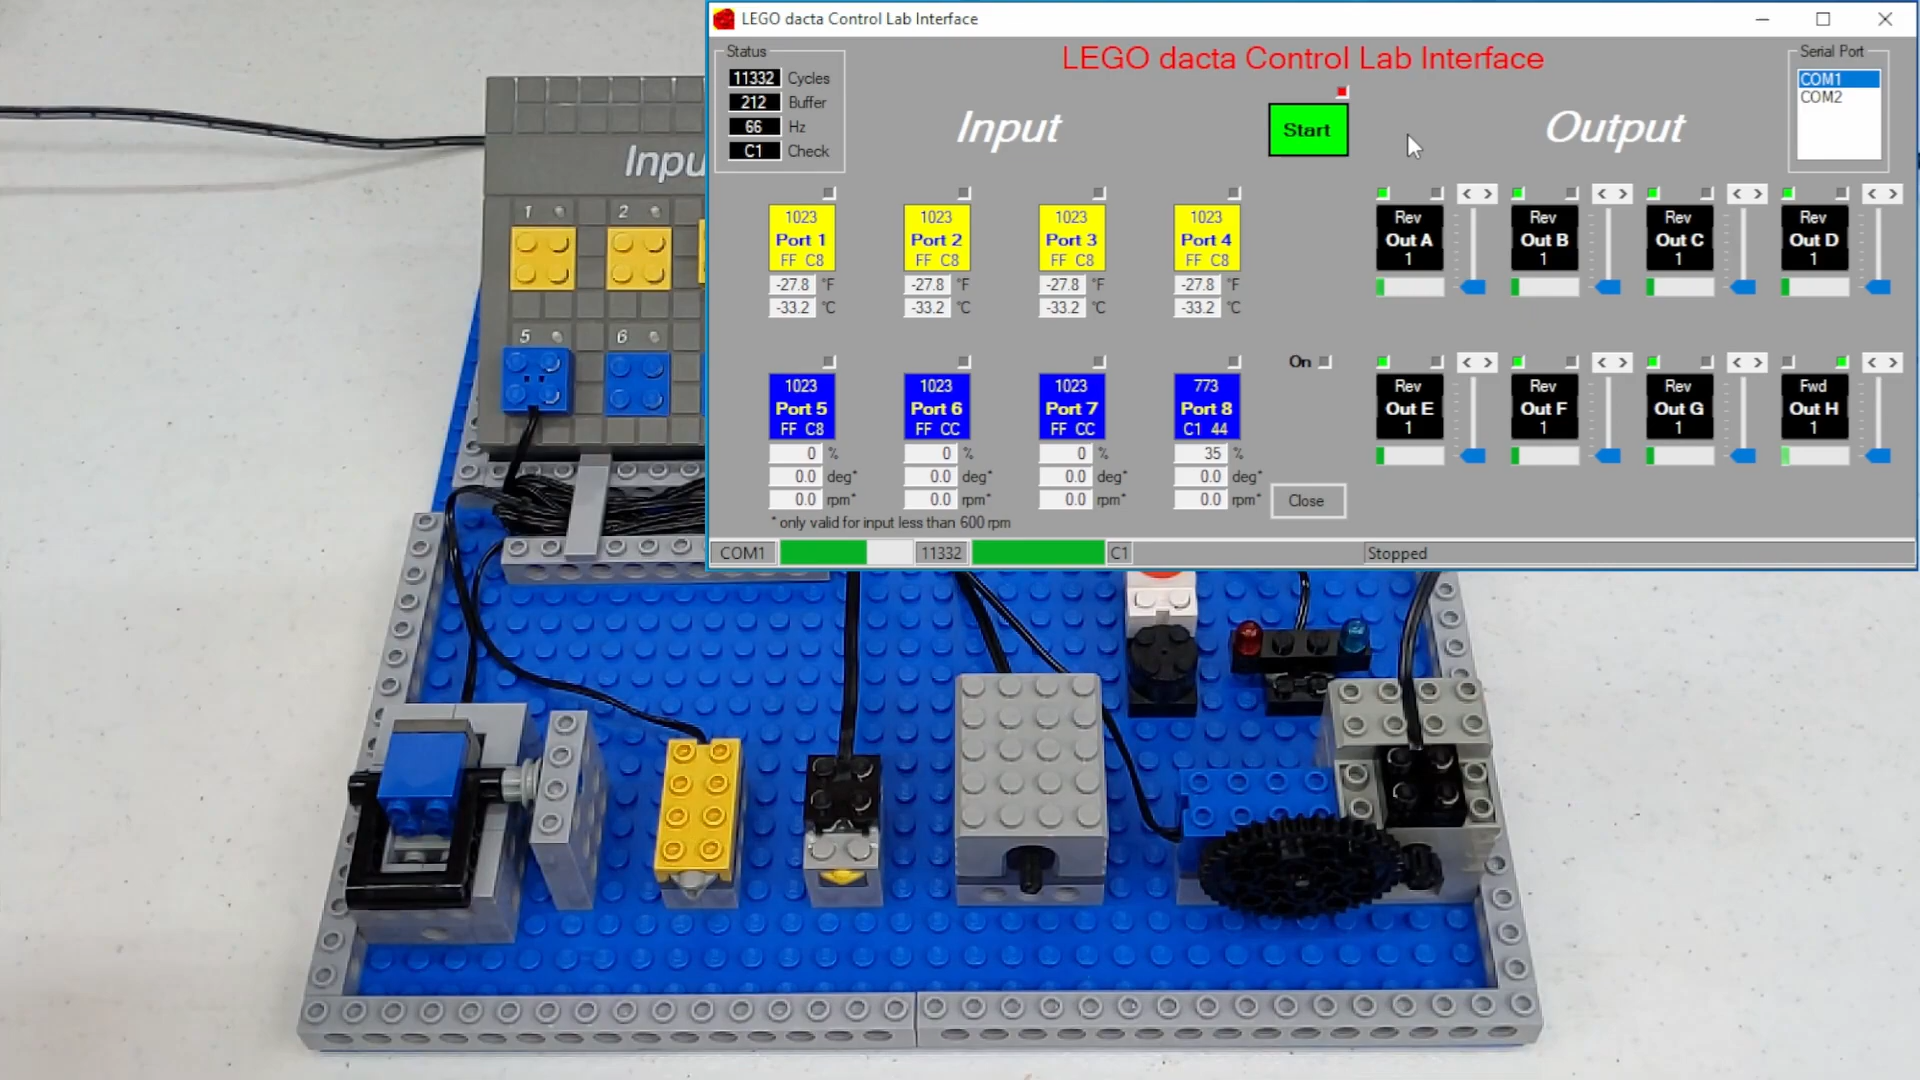 LEGO dacta Control Lab Interface
Status
11332 Cycles
212 Buffer
66 Hz
C1 Check
LEGO dacta Control Lab Interface
Input
Start
Output
Serial Port
COM1
COM2
1023
Port 1
FF C8
-27.8 °F
-33.2 °C
1023
Port 2
FF C8
-27.8 °F
-33.2 °C
1023
Port 3
FF C8
-27.8 °F
-33.2 °C
1023
Port 4
FF C8
-27.8 °F
-33.2 °C
Rev
Out A
1
Rev
Out B
1
Rev
Out C
1
Rev
Out D
1
1023
Port 5
FF C8
0 %
0.0 deg*
0.0 rpm*
1023
Port 6
FF CC
0 %
0.0 deg*
0.0 rpm*
1023
Port 7
FF CC
0 %
0.0 deg*
0.0 rpm*
773
Port 8
C1 44
35 %
0.0 deg*
0.0 rpm*
On
Rev
Out E
1
Rev
Out F
1
Rev
Out G
1
Fwd
Out H
1
Close
* only valid for input less than 600 rpm
COM1
11332
C1
Stopped
Inpu
1
2
5
6